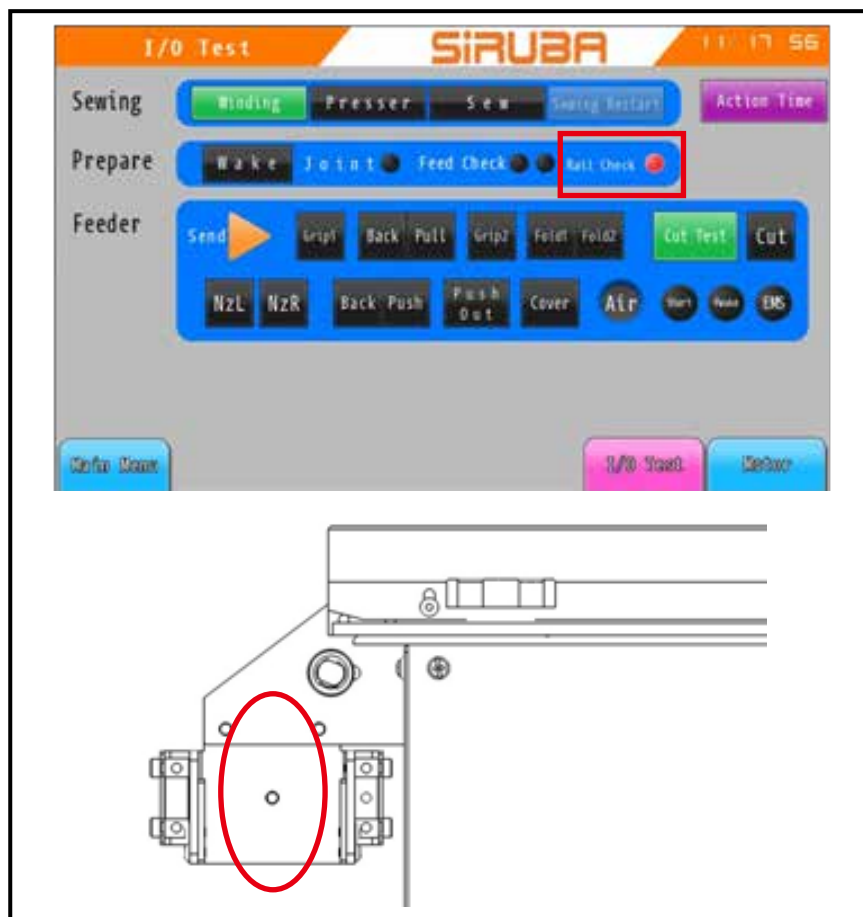 I/O Test
SiRUBA
11 17 56
Sewing
Winding
Presser
Sew
Sewing Restart
Action Time
Prepare
Wake
Joint
Feed Check
Rail Check
Feeder
Send
Grip1
Back
Pull
Grip2
Fold1
Fold2
Cut Test
Cut
NzL
NzR
Back
Push
Push
Out
Cover
Air
Start
Pause
EMS
Main Menu
I/O Test
Motor